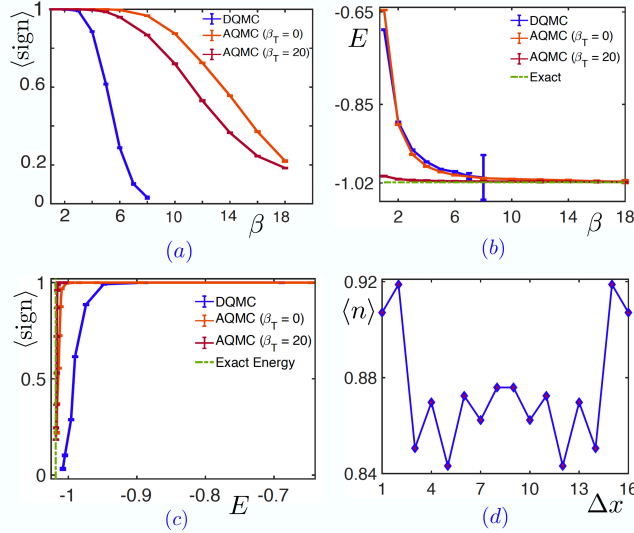 ⟨sign⟩
1
0.6
0.2
0
2
6
10
14
18
β
DQMC
AQMC (β_T = 0)
AQMC (β_T = 20)
(a)
E
-0.65
-0.85
-1.02
2
6
10
14
18
β
DQMC
AQMC (β_T = 0)
AQMC (β_T = 20)
Exact
(b)
⟨sign⟩
1
0.5
0
-1
-0.9
-0.8
-0.7
E
DQMC
AQMC (β_T = 0)
AQMC (β_T = 20)
Exact Energy
(c)
⟨n⟩
0.92
0.88
0.84
1
4
7
10
13
16
Δx
(d)